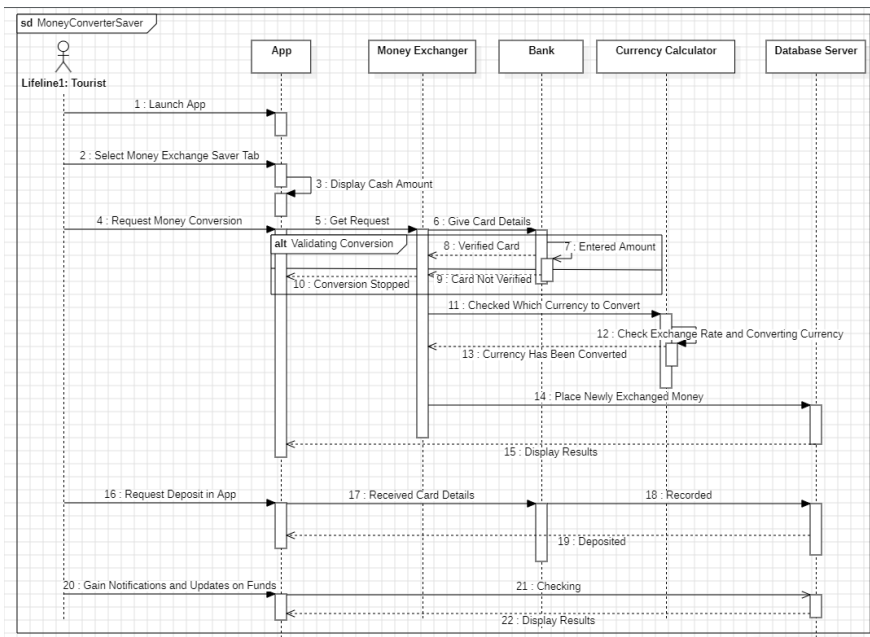 sd MoneyConverterSaver
App
Money Exchanger
Bank
Currency Calculator
Database Server
Lifeline1: Tourist
1 : Launch App
2 : Select Money Exchange Saver Tab
3 : Display Cash Amount
4 : Request Money Conversion
5 : Get Request
6 : Give Card Details
alt Validating Conversion
8 : Verified Card
7 : Entered Amount
9 : Card Not Verified
10 : Conversion Stopped
11 : Checked Which Currency to Convert
12 : Check Exchange Rate and Converting Currency
13 : Currency Has Been Converted
14 : Place Newly Exchanged Money
15 : Display Results
16 : Request Deposit in App
17 : Received Card Details
18 : Recorded
19 : Deposited
20 : Gain Notifications and Updates on Funds
21 : Checking
22 : Display Results